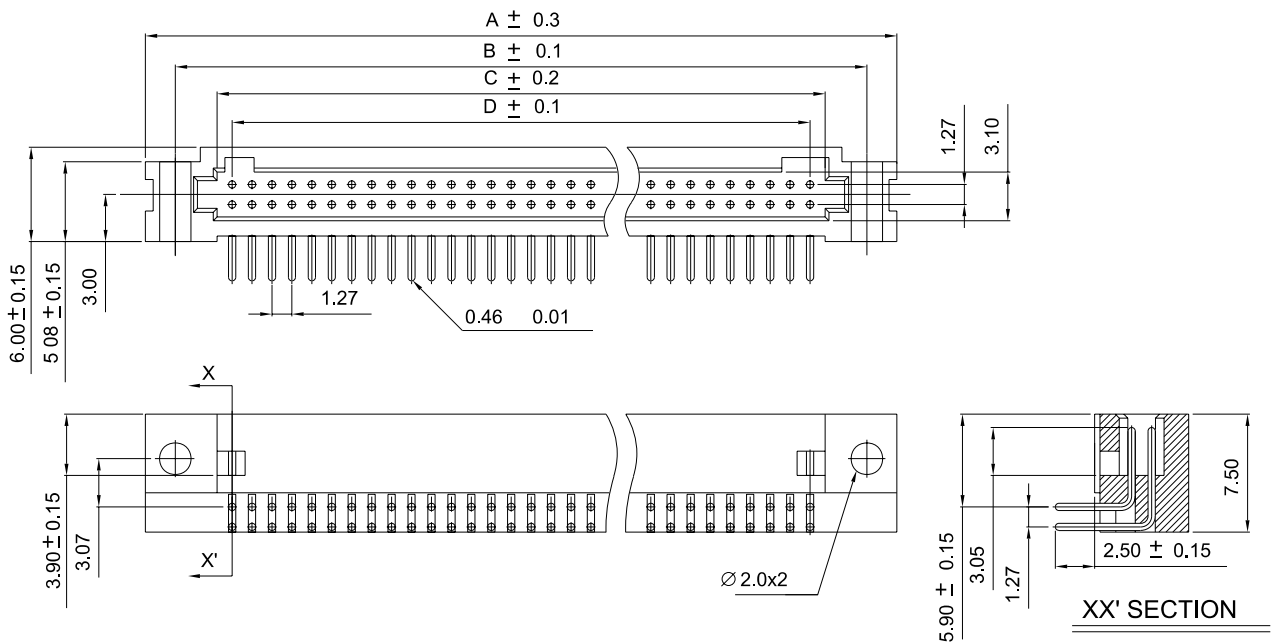 A ± 0.3
B ± 0.1
C ± 0.2
D ± 0.1
1.27
3.10
6.00 ± 0.15
5 08 ± 0.15
3.00
1.27
0.46 0.01
X
X'
3.90 ± 0.15
3.07
Ø 2.0x2
5.90 ± 0.15
3.05
1.27
2.50 ± 0.15
7.50
XX' SECTION